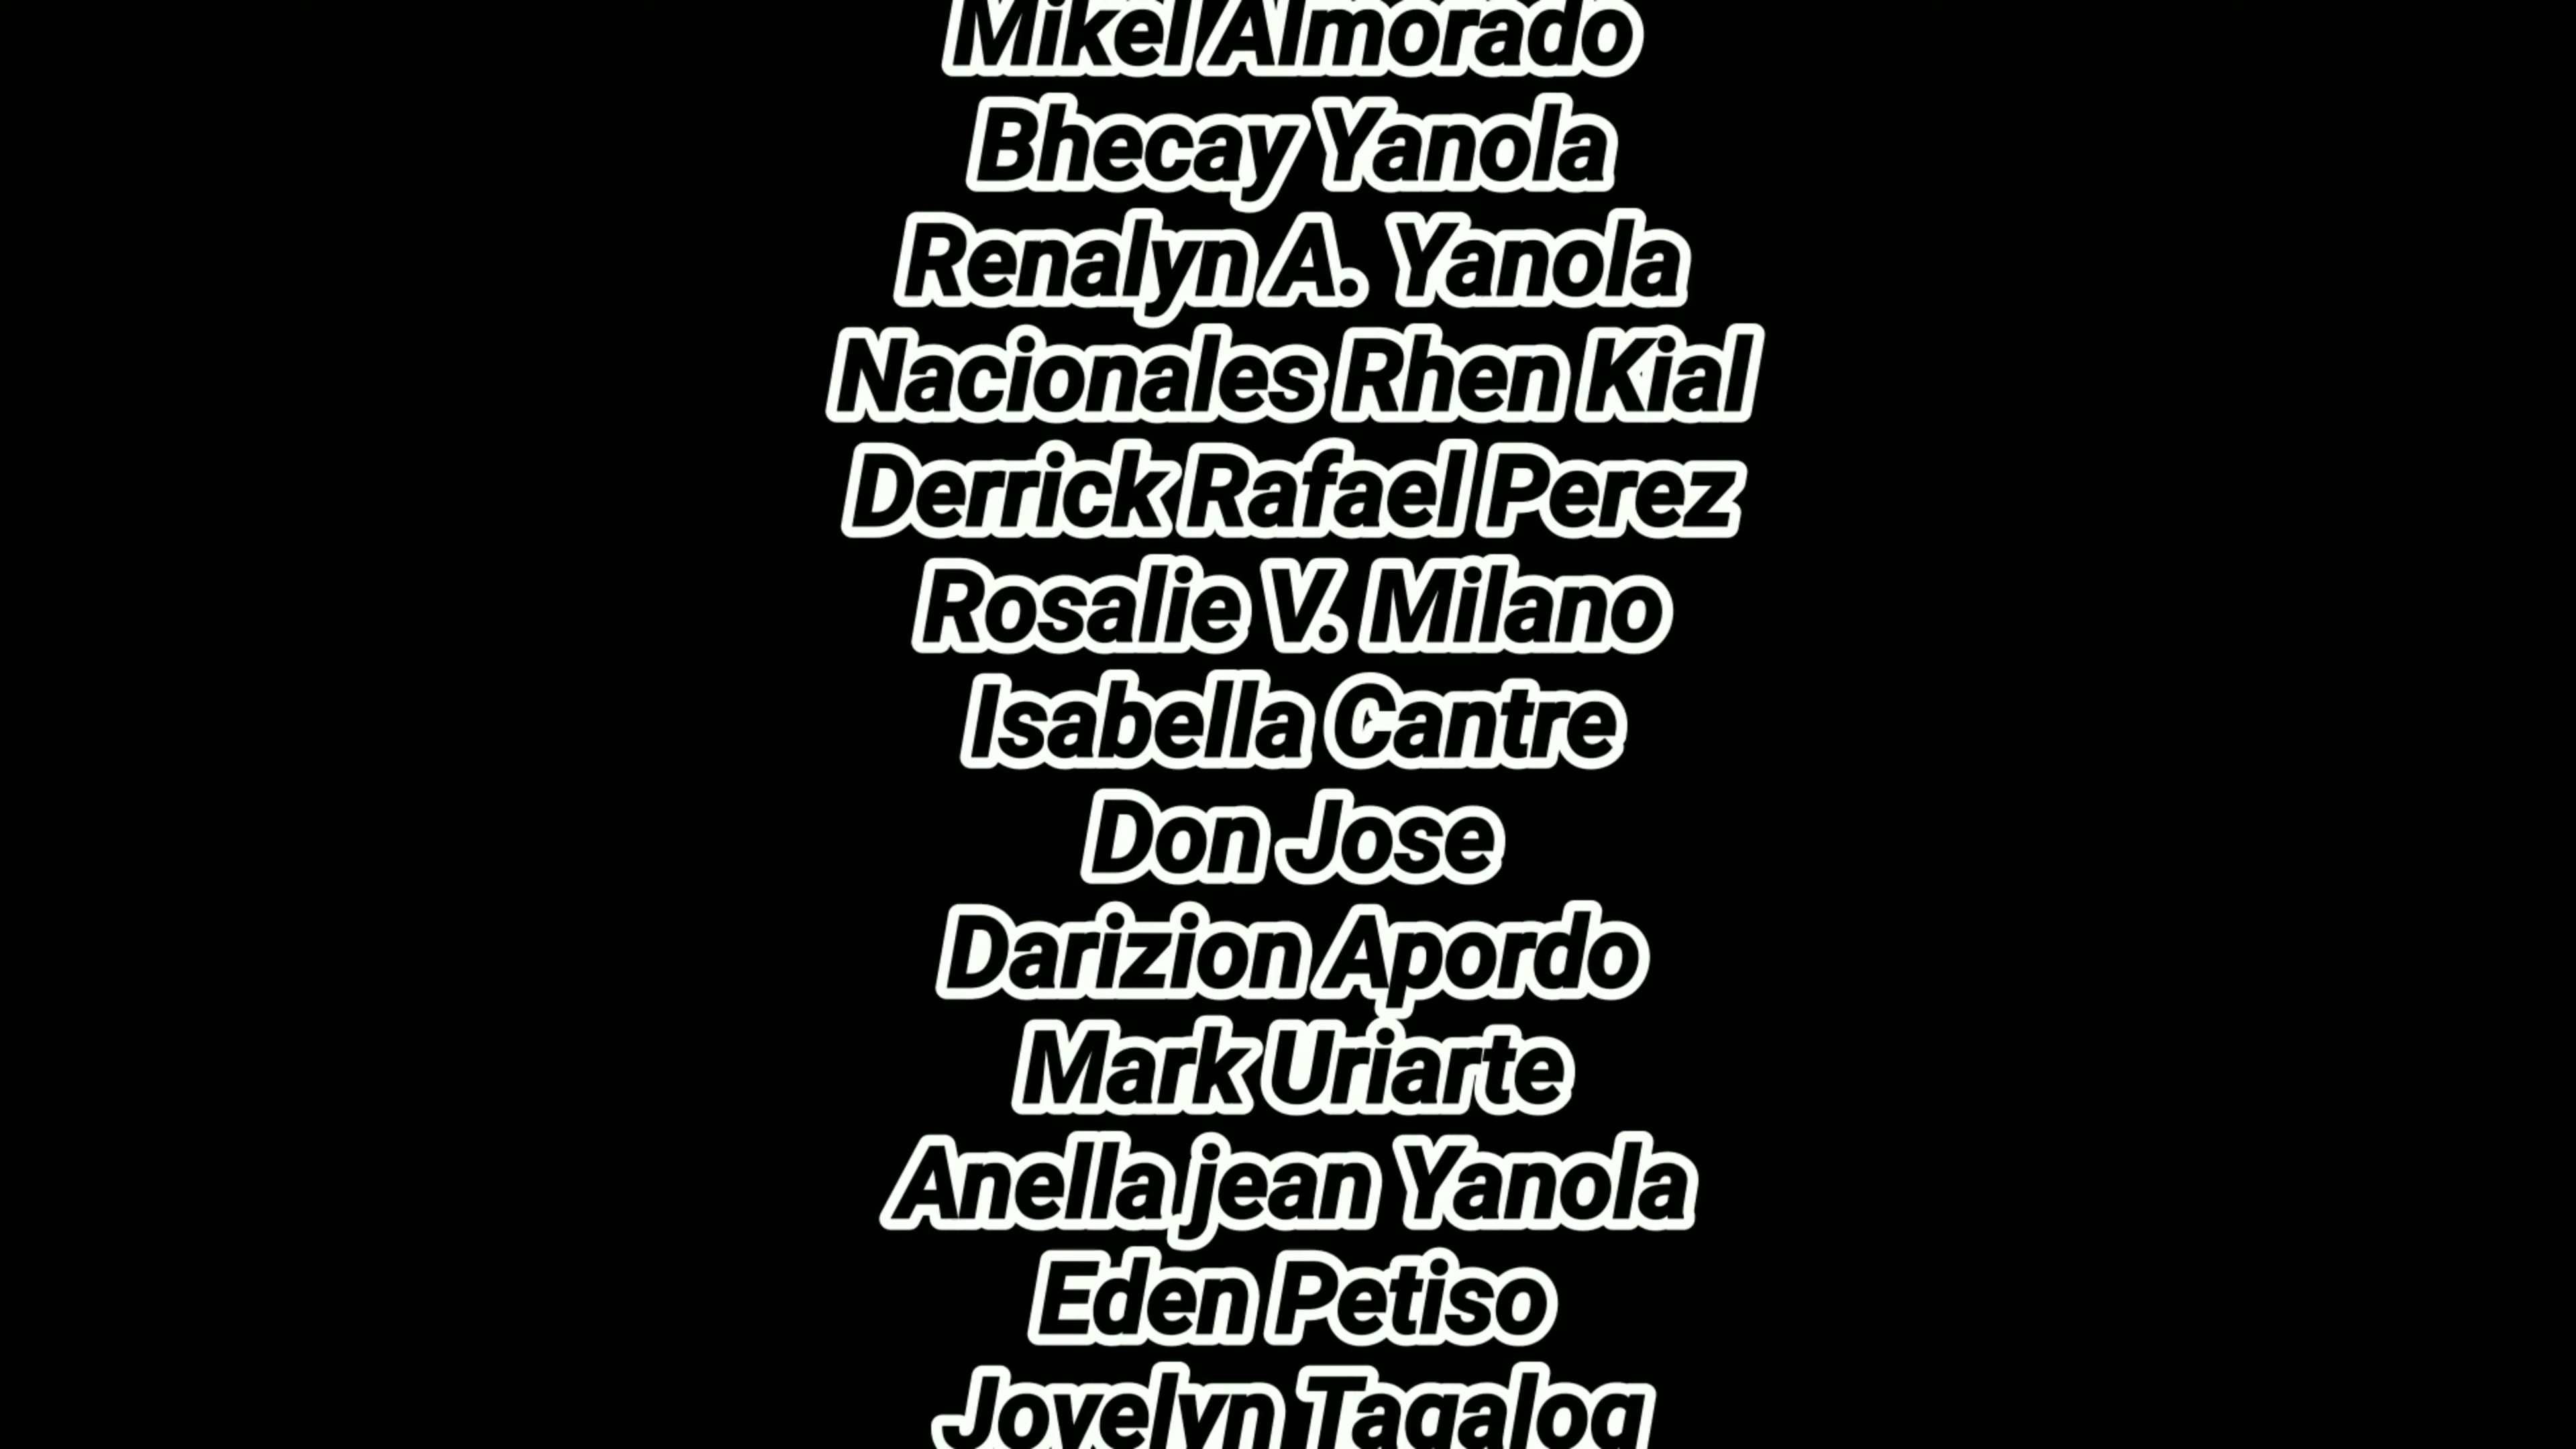 Mikel Almorado
Bhecay Yanola
Renalyn A. Yanola
Nacionales Rhen Kial
Derrick Rafael Perez
Rosalie V. Milano
Isabella Cantre
Don Jose
Darizion Apordo
Mark Uriarte
Anella jean Yanola
Eden Petiso
Jovelyn Tagalog